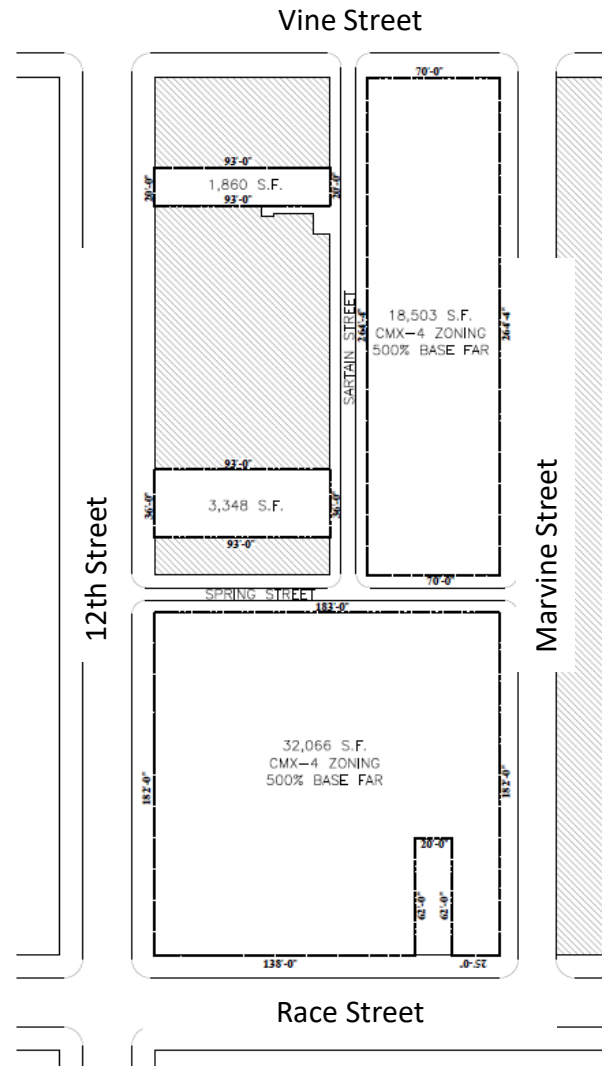 Vine Street
70'-0"
93'-0"
20'-0"
1,860 S.F.
20'-0"
93'-0"
264'-4"
18,503 S.F.
CMX-4 ZONING
500% BASE FAR
264'-4"
SARTAIN STREET
93'-0"
36'-0"
3,348 S.F.
36'-0"
93'-0"
12th Street
Marvine Street
70'-0"
SPRING STREET
183'-0"
32,066 S.F.
CMX-4 ZONING
500% BASE FAR
182'-0"
182'-0"
20'-0"
62'-0"
62'-0"
138'-0"
25'-0"
Race Street